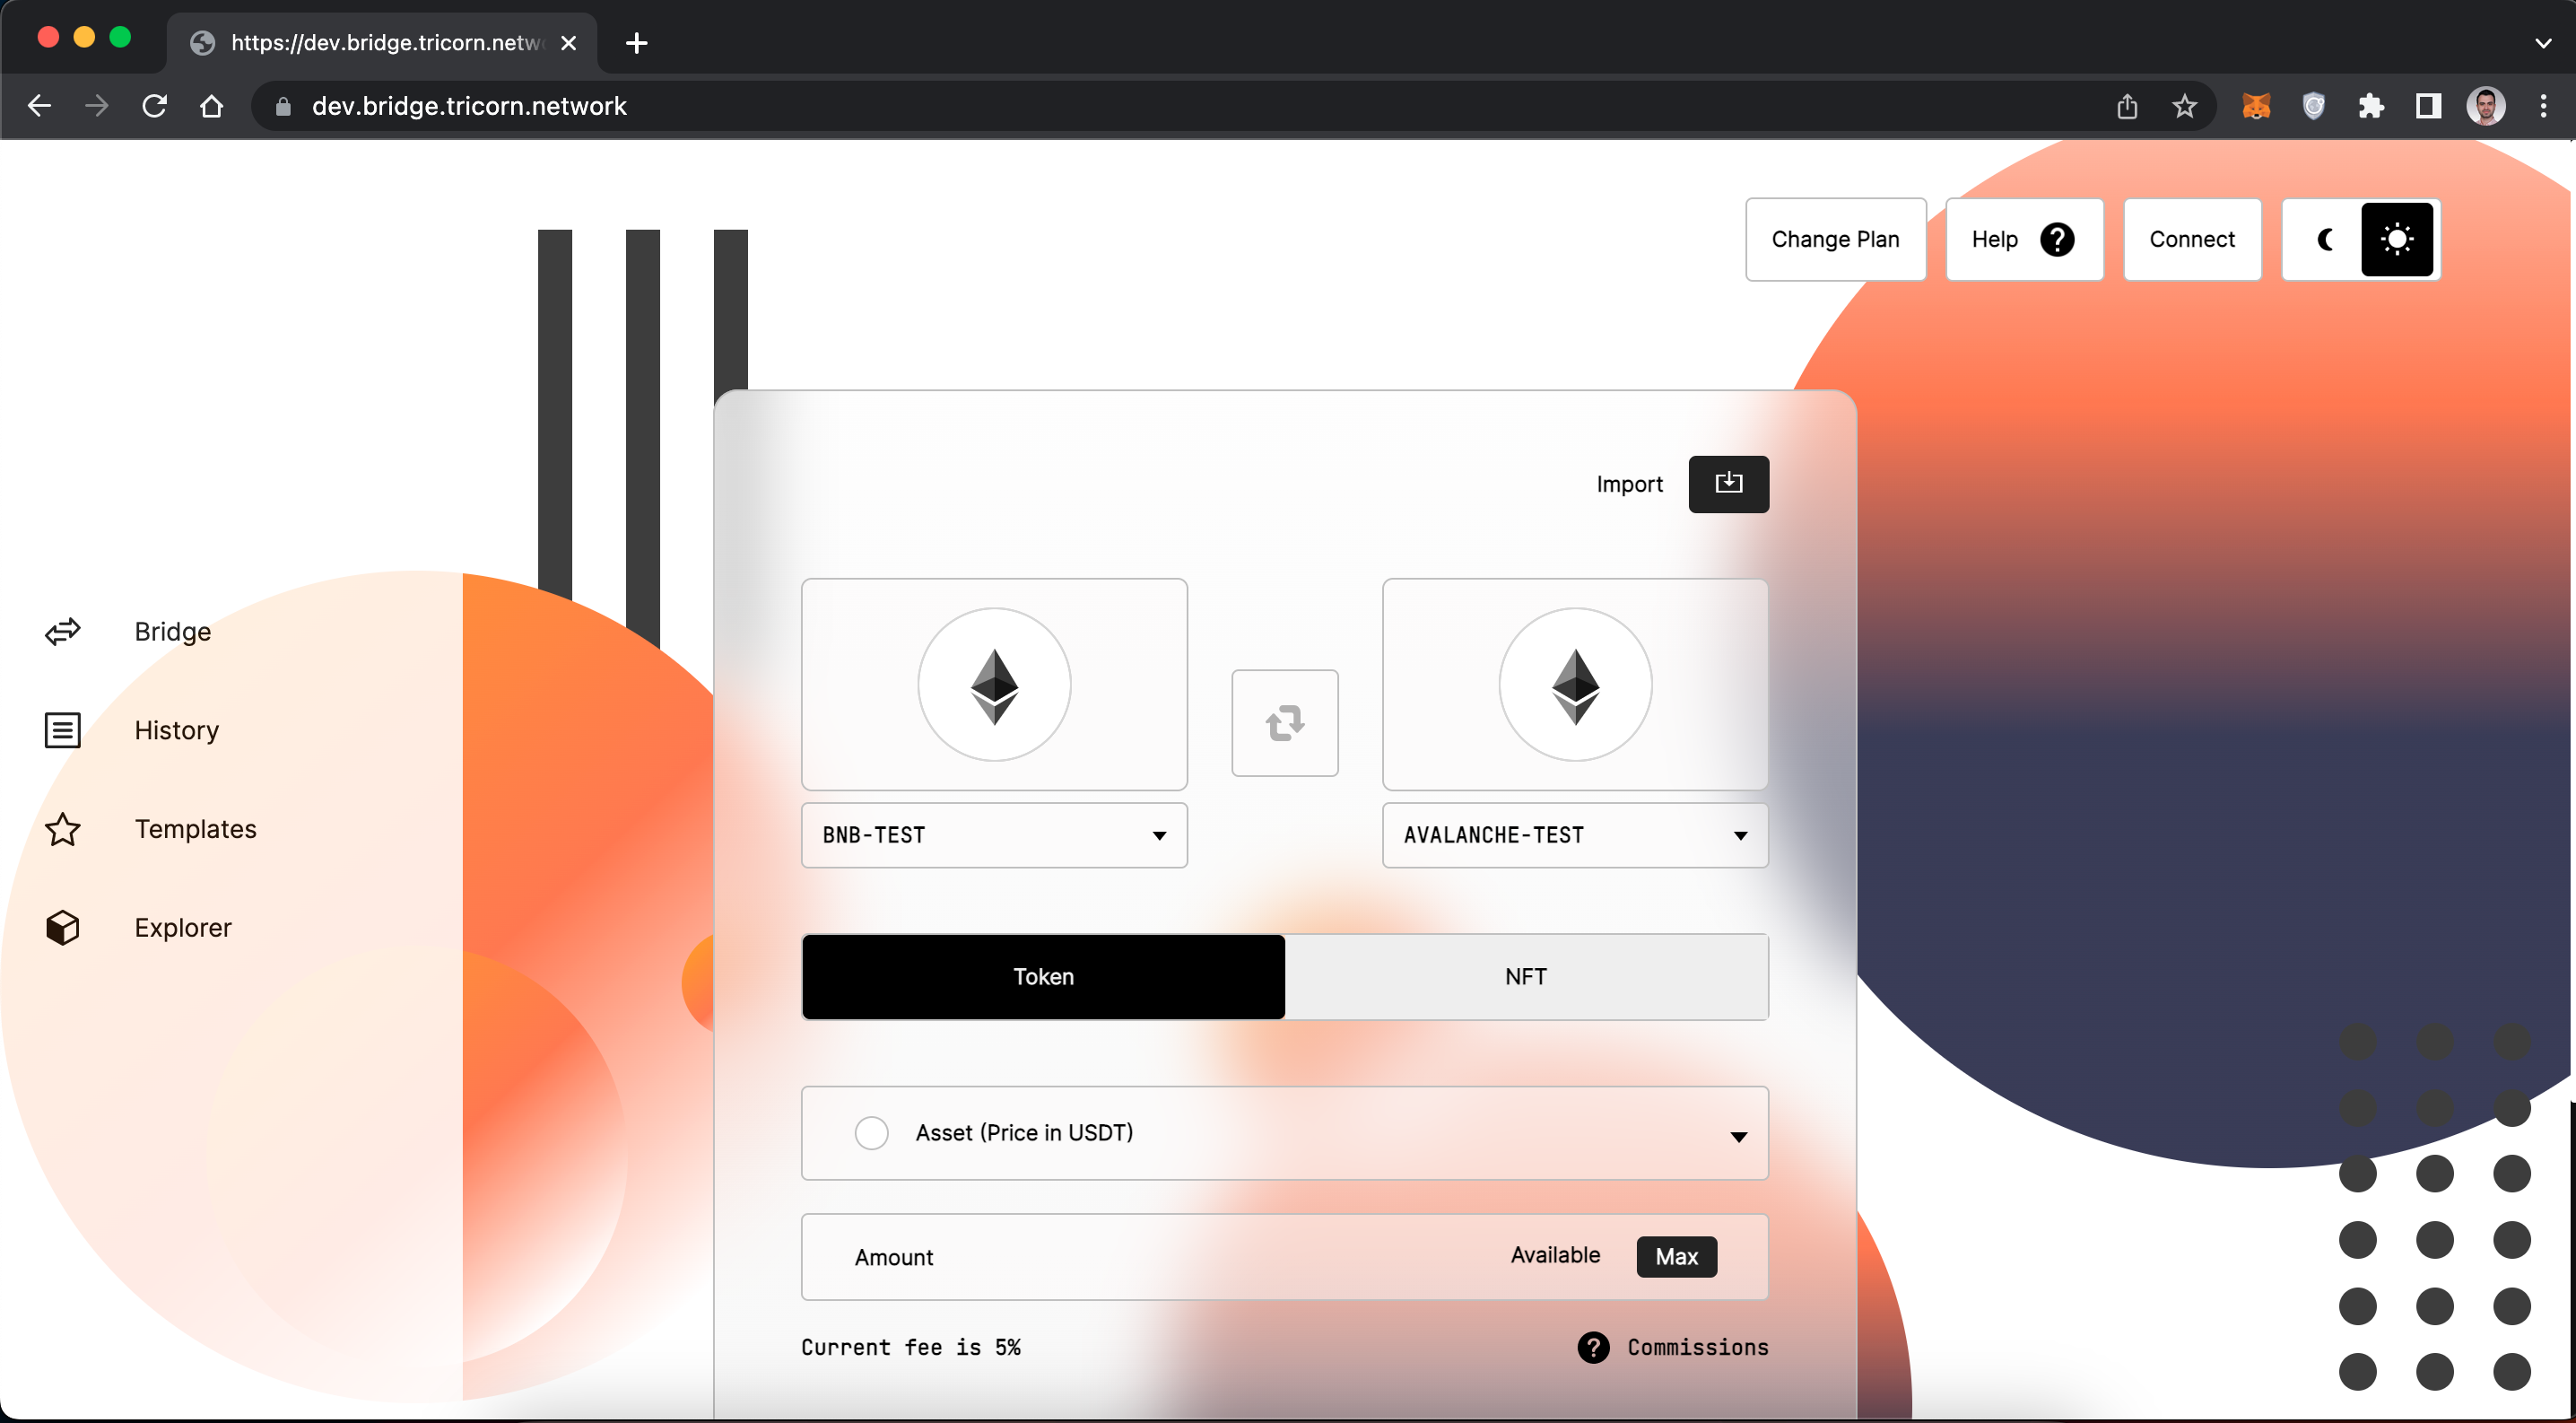 https://dev.bridge.tricorn.netw
dev.bridge.tricorn.network
Change Plan
Help
?
Connect
Import
Bridge
History
Templates
Explorer
BNB-TEST
AVALANCHE-TEST
Token
NFT
Asset (Price in USDT)
Amount
Available
Max
Current fee is 5%
? Commissions